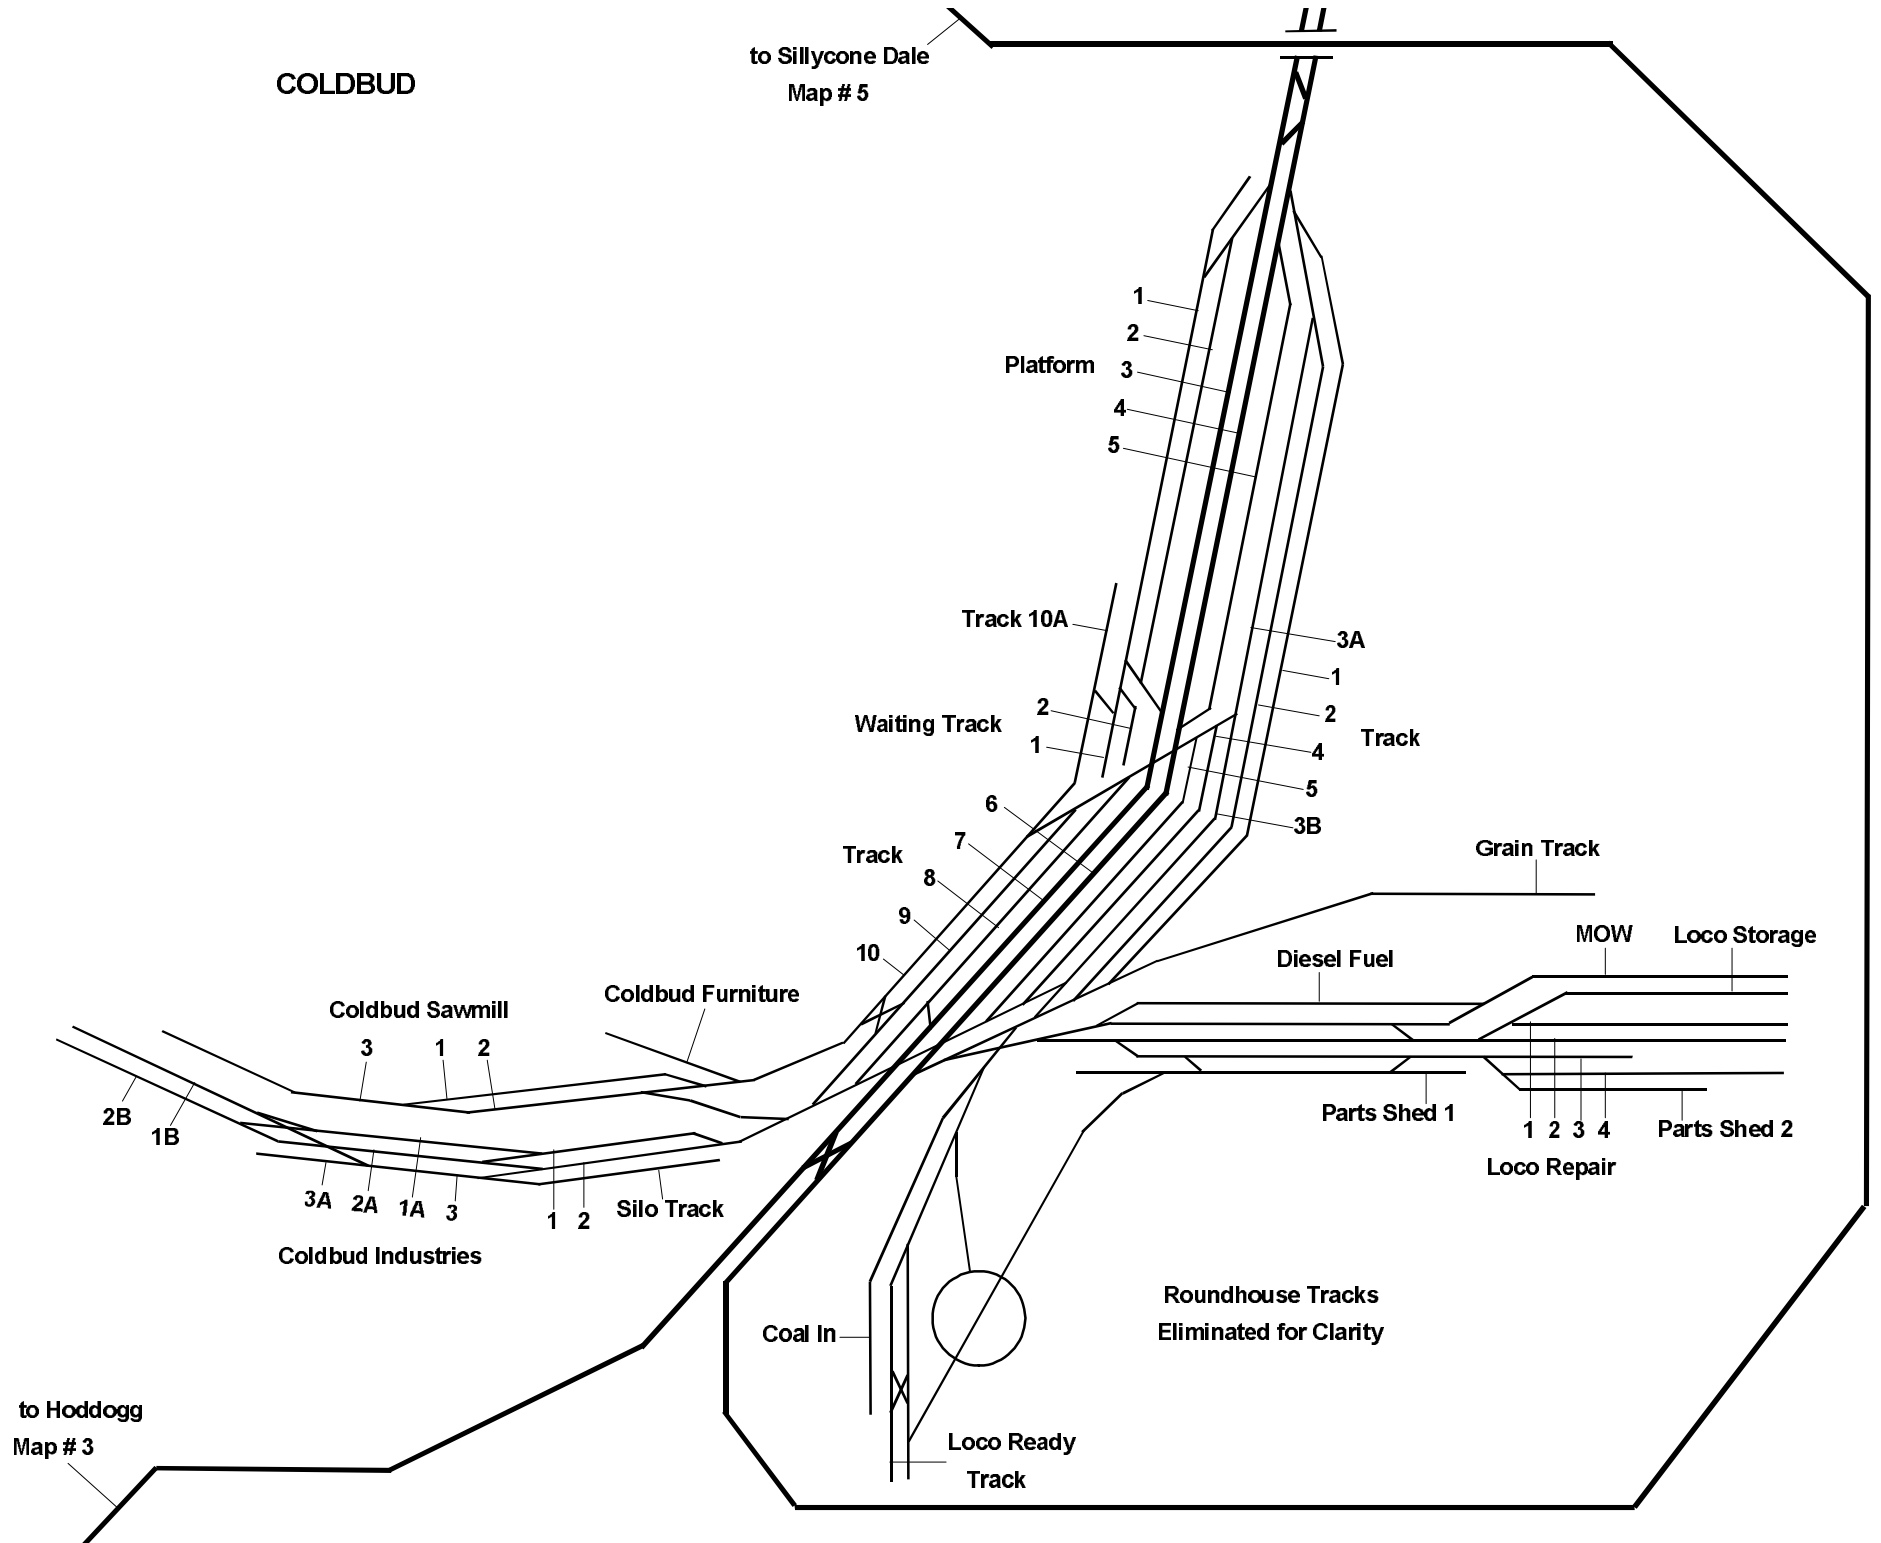 to Sillycone Dale
Map # 5
COLDBUD
1
2
Platform 3
4
5
Track 10A
3A
1
2
Waiting Track
1
2
Track
4
5
3B
6
7
Track
8
9
10
Grain Track
MOW
Loco Storage
Diesel Fuel
Coldbud Furniture
Coldbud Sawmill
3 1 2
2B
1B
Parts Shed 1
1 2 3 4
Parts Shed 2
Loco Repair
3A 2A 1A 3
1 2
Silo Track
Coldbud Industries
Roundhouse Tracks
Eliminated for Clarity
Coal In
to Hoddogg
Map # 3
Loco Ready
Track